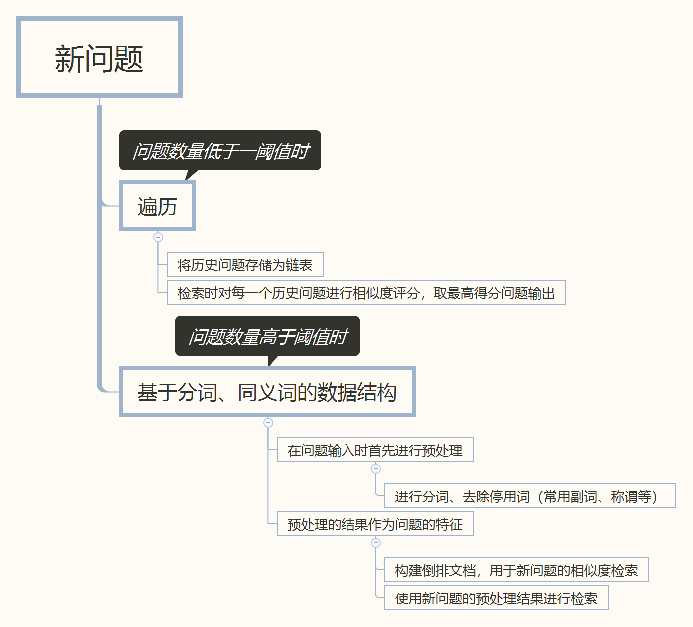 新问题
问题数量低于一阈值时
遍历
将历史问题存储为链表
检索时对每一个历史问题进行相似度评分，取最高得分问题输出
问题数量高于阈值时
基于分词、同义词的数据结构
在问题输入时首先进行预处理
进行分词、去除停用词（常用副词、称谓等）
预处理的结果作为问题的特征
构建倒排文档，用于新问题的相似度检索
使用新问题的预处理结果进行检索